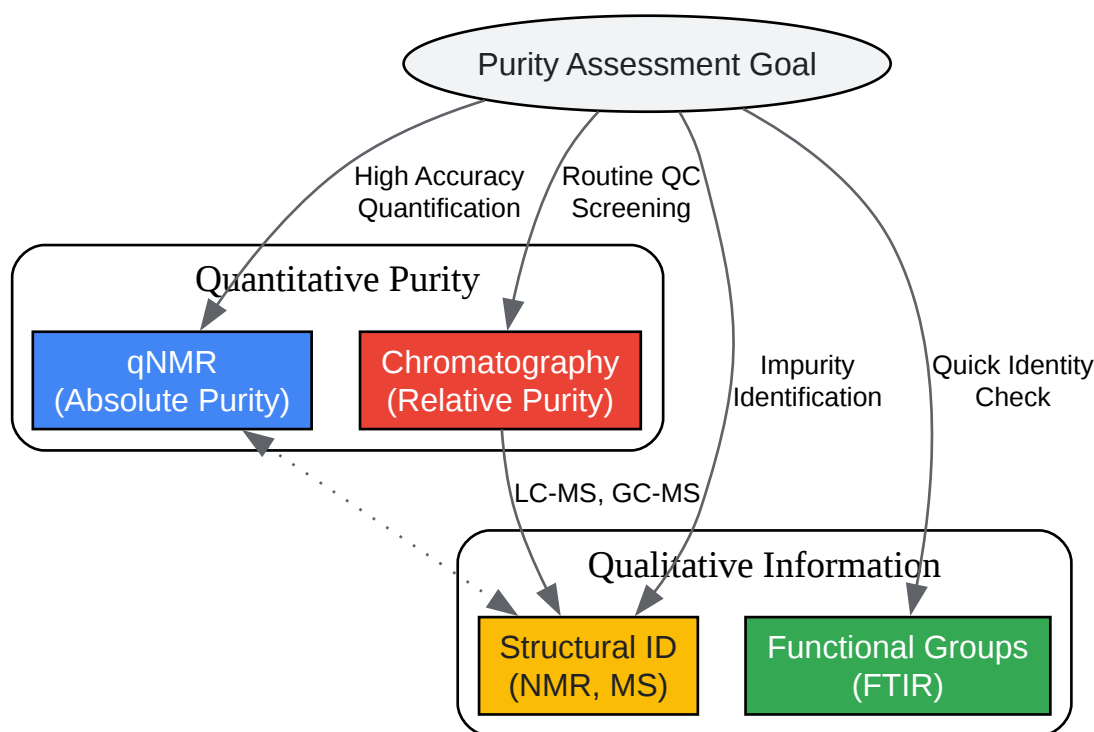 Purity Assessment Goal
High Accuracy
Quantification
Routine QC
Screening
Quantitative Purity
qNMR
(Absolute Purity)
Chromatography
(Relative Purity)
Impurity
Identification
Quick Identity
Check
LC-MS, GC-MS
Qualitative Information
Structural ID
(NMR, MS)
Functional Groups
(FTIR)